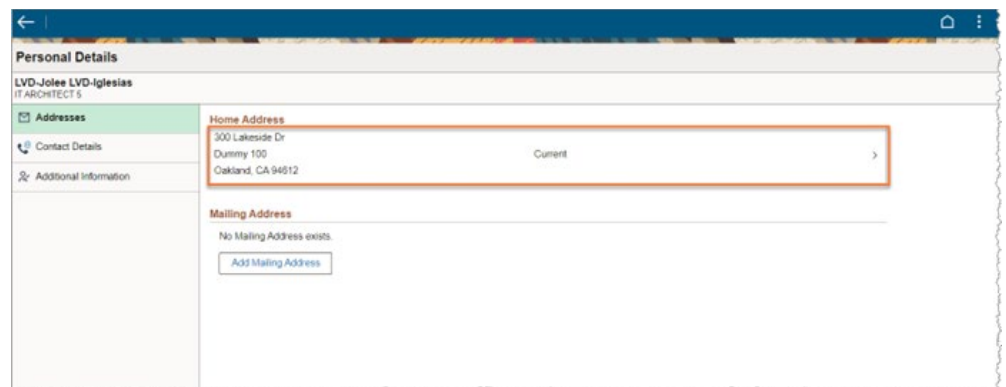 Personal Details
LVD-Jolee LVD-Iglesias
IT ARCHITECT 5
Addresses
Contact Details
Additional Information
Home Address
300 Lakeside Dr
Dummy 100
Current
Oakland, CA 94612
Mailing Address
No Mailing Address exists.
Add Mailing Address